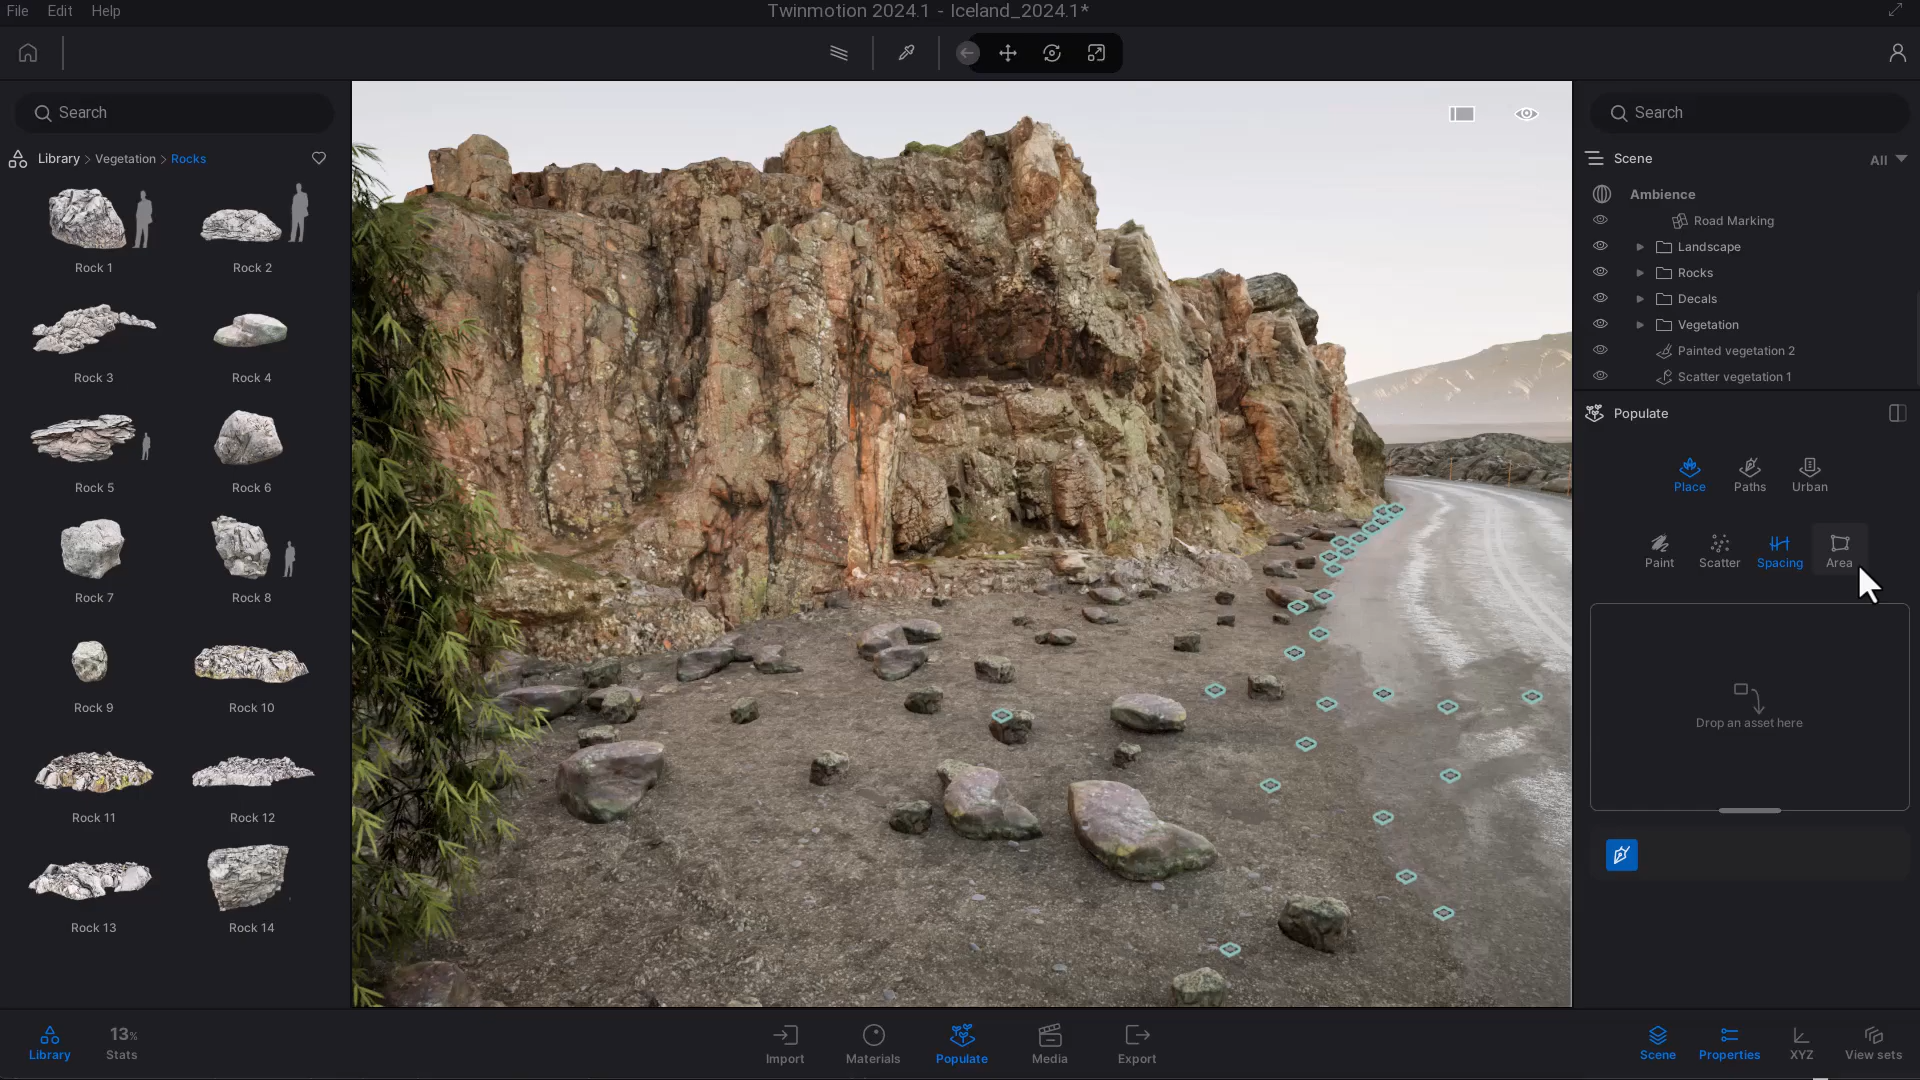 File Edit Help
Twinmotion 2024.1 - Iceland_2024.1*
Search
Library > Vegetation > Rocks
Rock 1
Rock 2
Rock 3
Rock 4
Rock 5
Rock 6
Rock 7
Rock 8
Rock 9
Rock 10
Rock 11
Rock 12
Rock 13
Rock 14
Search
Scene
All
Ambience
Road Marking
Landscape
Rocks
Decals
Vegetation
Painted vegetation 2
Scatter vegetation 1
Populate
Place
Paths
Urban
Paint
Scatter
Spacing
Area
Drop an asset here
Library
13%
Stats
Import
Materials
Populate
Media
Export
Scene
Properties
XYZ
View sets